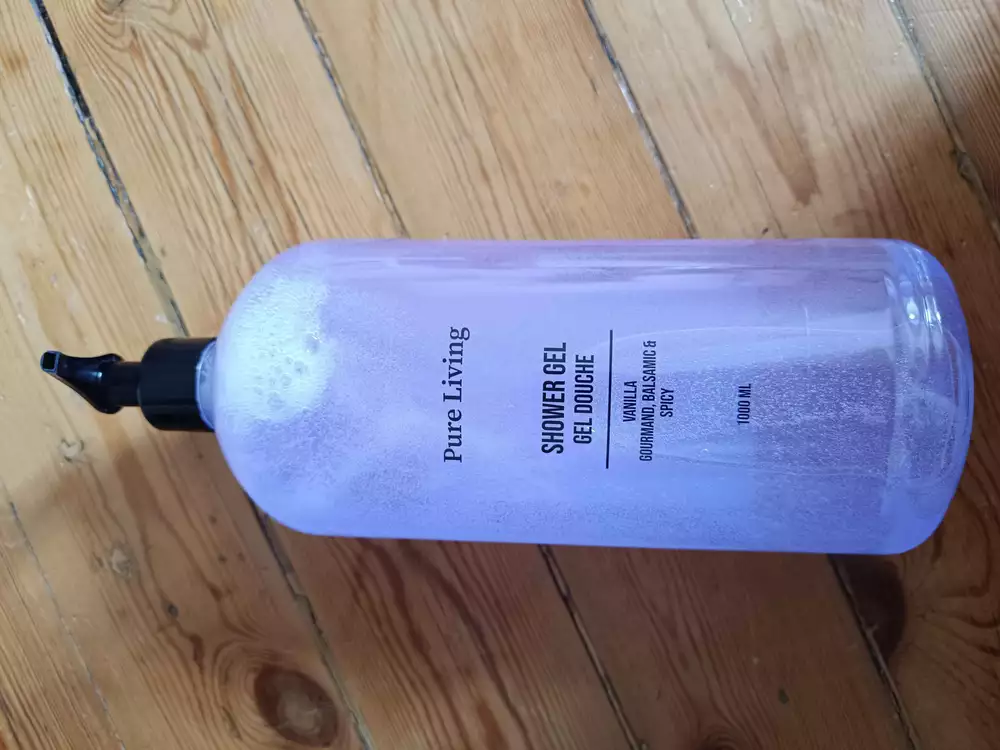 Pure Living
SHOWER GEL
GEL DOUCHE
VANILLA
GOURMAND, BALSAMIC &
SPICY
1000 ML